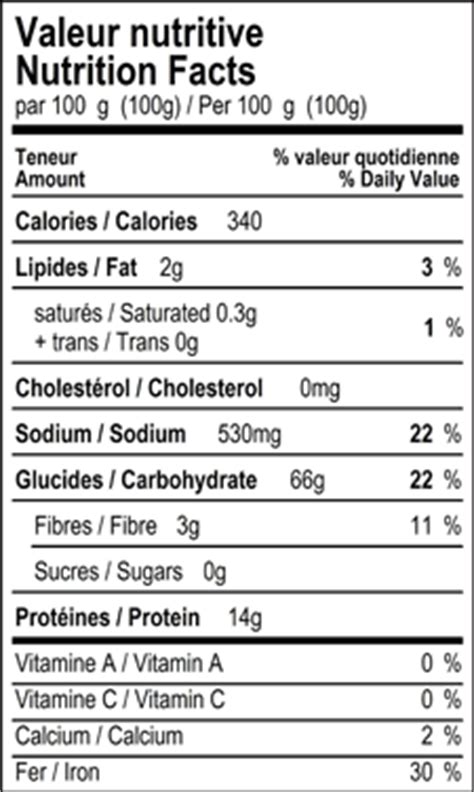 Valeur nutritive
Nutrition Facts
par 100 g (100g) / Per 100 g (100g)
Teneur % valeur quotidienne
Amount % Daily Value
Calories / Calories 340
Lipides / Fat 2g 3 %
saturés / Saturated 0.3g
+ trans / Trans 0g 1 %
Cholestérol / Cholesterol 0mg
Sodium / Sodium 530mg 22 %
Glucides / Carbohydrate 66g 22 %
Fibres / Fibre 3g 11 %
Sucres / Sugars 0g
Protéines / Protein 14g
Vitamine A / Vitamin A 0 %
Vitamine C / Vitamin C 0 %
Calcium / Calcium 2 %
Fer / Iron 30 %